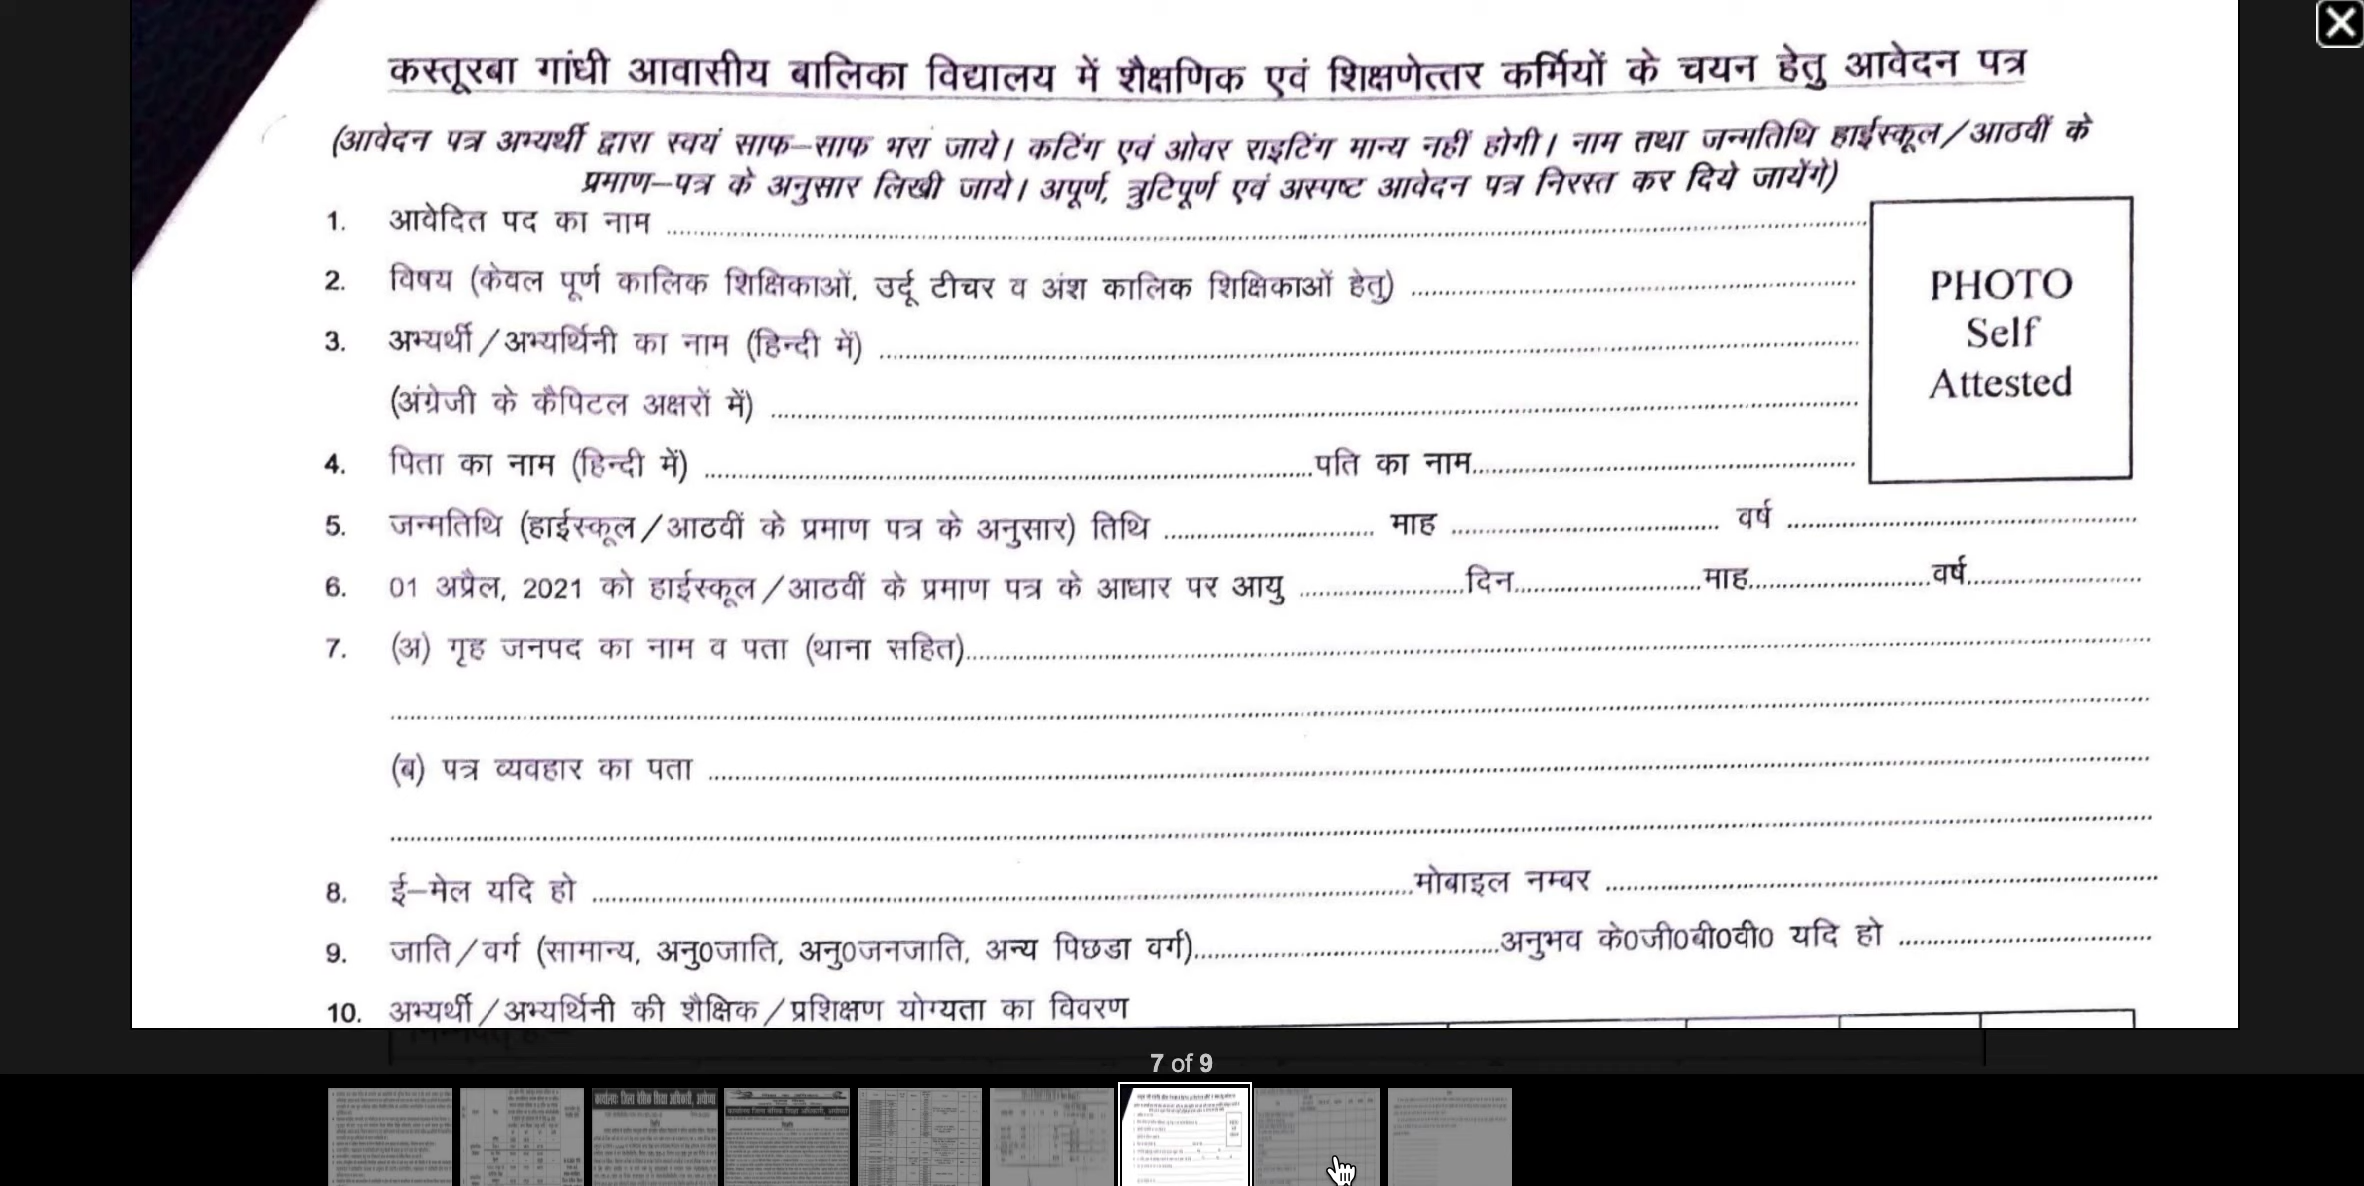 कस्तूरबा गांधी आवासीय बालिका विद्यालय में शैक्षणिक एवं शिक्षणेत्तर कर्मियों के चयन हेतु आवेदन पत्र
(आवेदन पत्र अभ्यर्थी द्वारा स्वयं साफ–साफ भरा जाये। कटिंग एवं ओवर राइटिंग मान्य नहीं होगी। नाम तथा जन्मतिथि हाईस्कूल/आठवीं के
प्रमाण–पत्र के अनुसार लिखी जाये। अपूर्ण, त्रुटिपूर्ण एवं अस्पष्ट आवेदन पत्र निरस्त कर दिये जायेंगे)
1. आवेदित पद का नाम
2. विषय (केवल पूर्ण कालिक शिक्षिकाओं, उर्दू टीचर व अंश कालिक शिक्षिकाओं हेतु)
PHOTO
Self
Attested
3. अभ्यर्थी/अभ्यर्थिनी का नाम (हिन्दी में)
(अंग्रेजी के कैपिटल अक्षरों में)
4. पिता का नाम (हिन्दी में) पति का नाम
5. जन्मतिथि (हाईस्कूल/आठवीं के प्रमाण पत्र के अनुसार) तिथि माह वर्ष
6. 01 अप्रैल, 2021 को हाईस्कूल/आठवीं के प्रमाण पत्र के आधार पर आयु दिन माह वर्ष
7. (अ) गृह जनपद का नाम व पता (थाना सहित)
(ब) पत्र व्यवहार का पता
8. ई–मेल यदि हो मोबाइल नम्बर
9. जाति/वर्ग (सामान्य, अनु0जाति, अनु0जनजाति, अन्य पिछडा वर्ग) अनुभव के0जी0बी0वी0 यदि हो
10. अभ्यर्थी/अभ्यर्थिनी की शैक्षिक/प्रशिक्षण योग्यता का विवरण
7 of 9
कार्यालय जिला बेसिक शिक्षा अधिकारी, अयोध्या